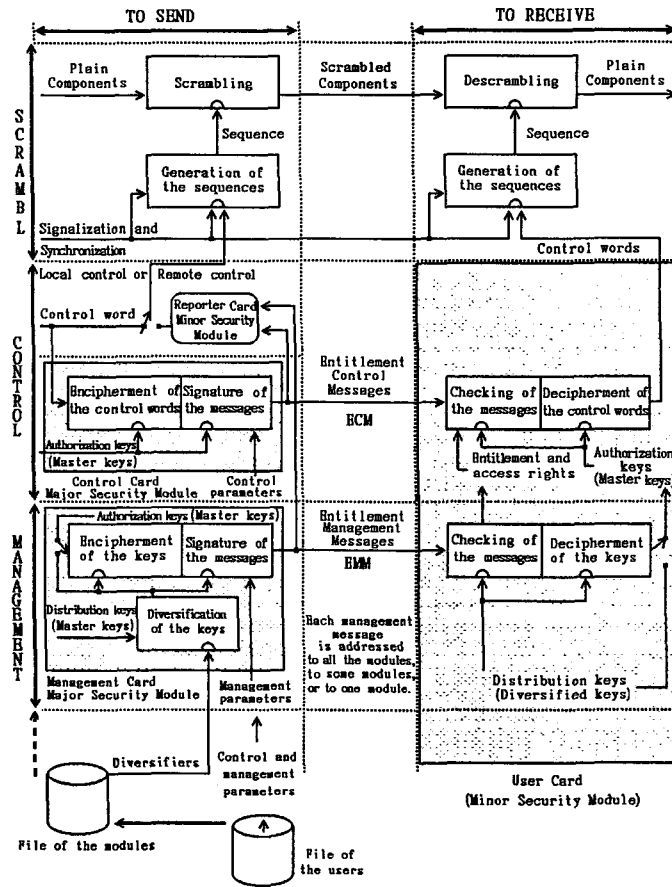 TO SEND
TO RECEIVE
SCRAMBL
Plain
Components
Scrambling
Scrambled
Components
Descrambling
Plain
Components
Sequence
Sequence
Generation of
the sequences
Generation of
the sequences
Signalization and
Synchronization
Control words
CONTROL
Local control or Remote control
Control word
Reporter Card
Minor Security
Module
Entitlement
Control
Messages
ECM
Encipherment of
the control words
Signature of
the messages
Checking of
the messages
Decipherment of
the control words
Authorization keys
(Master keys)
Control Card
Major Security Module
Control
parameters
Entitlement and
access rights
Authorization
keys
(Master keys)
MANAGEMENT
Authorization keys (Master keys)
Entitlement
Management
Messages
EMM
Encipherment
of the keys
Signature of
the messages
Checking of
the messages
Decipherment
of the keys
Distribution keys
(Master keys)
Diversification
of the keys
Each management
message
is addressed
to all the modules,
to some modules,
or to one module.
Management Card
Major Security Module
Management
parameters
Distribution keys
(Diversified keys)
Diversifiers
Control and
management
parameters
User Card
(Minor Security Module)
File of the modules
File of
the users